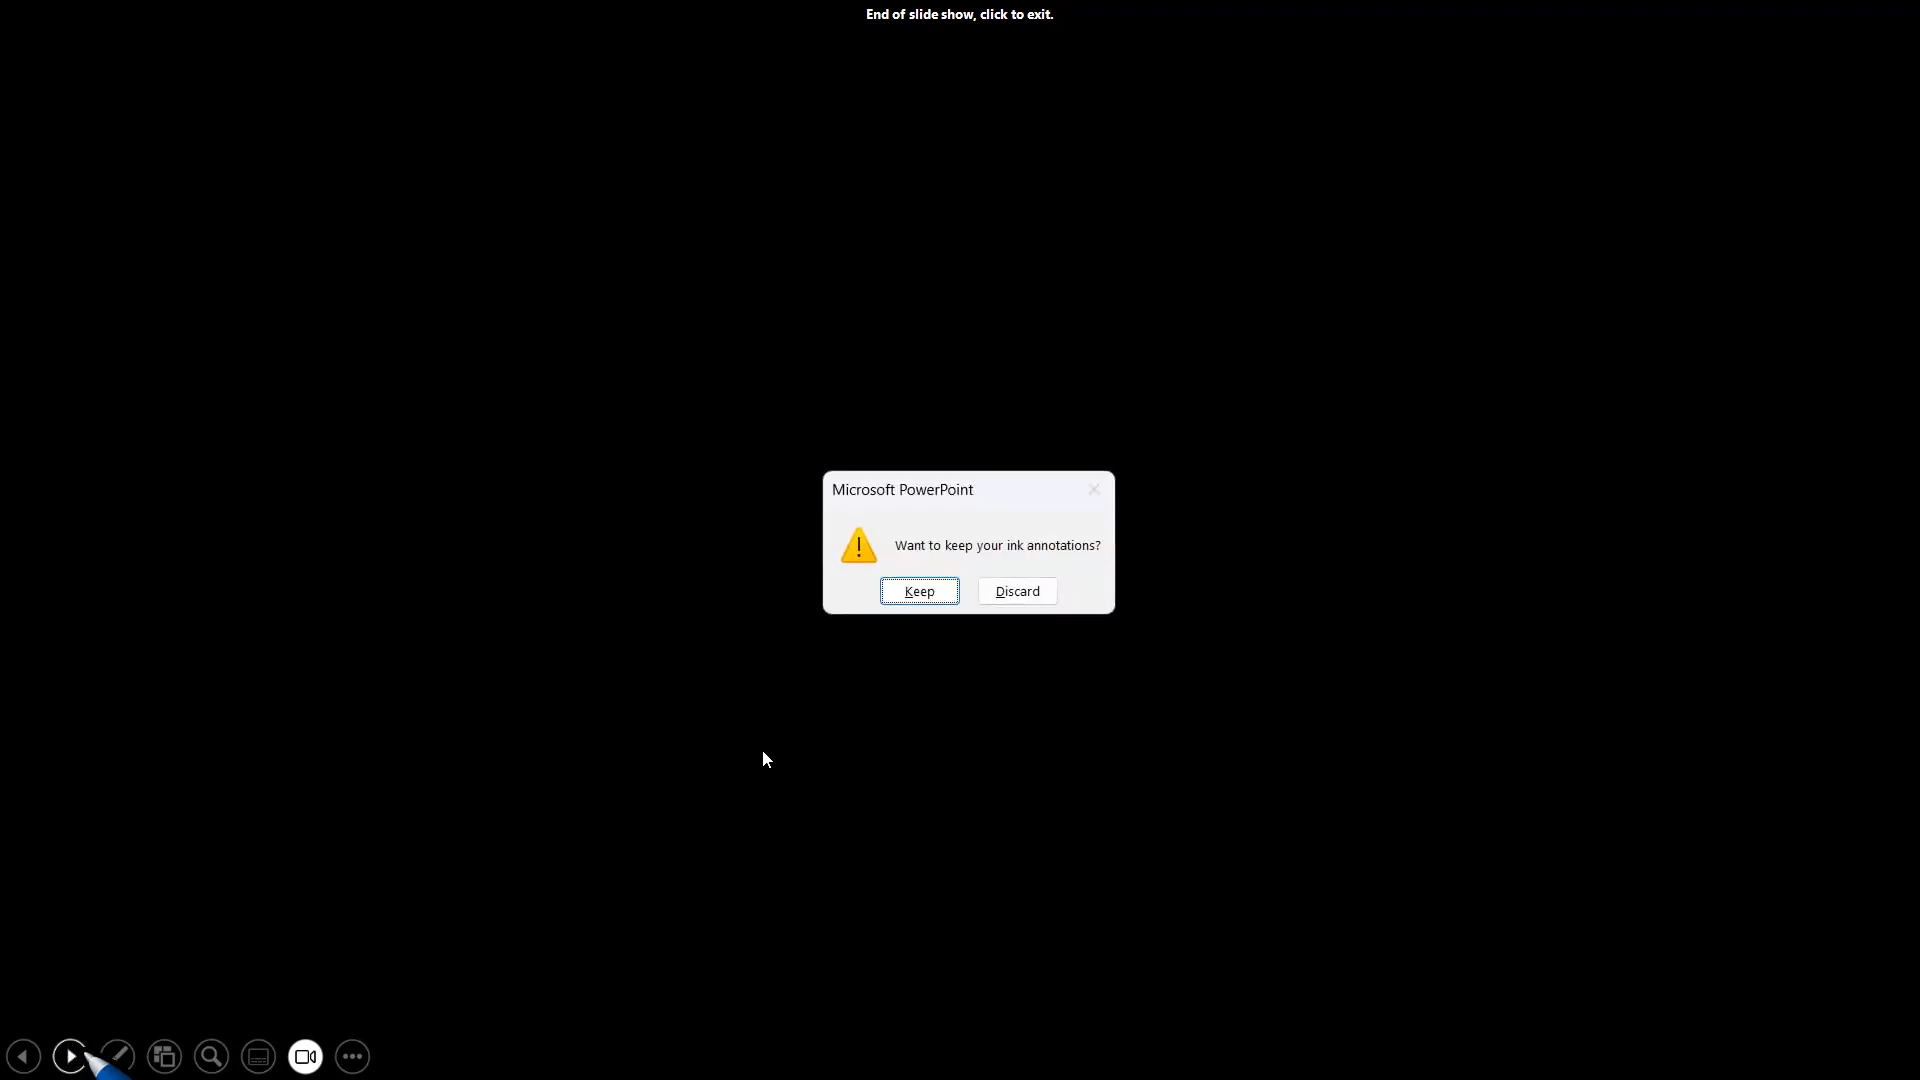 End of slide show, click to exit.
Microsoft PowerPoint
Want to keep your ink annotations?
Keep
Discard